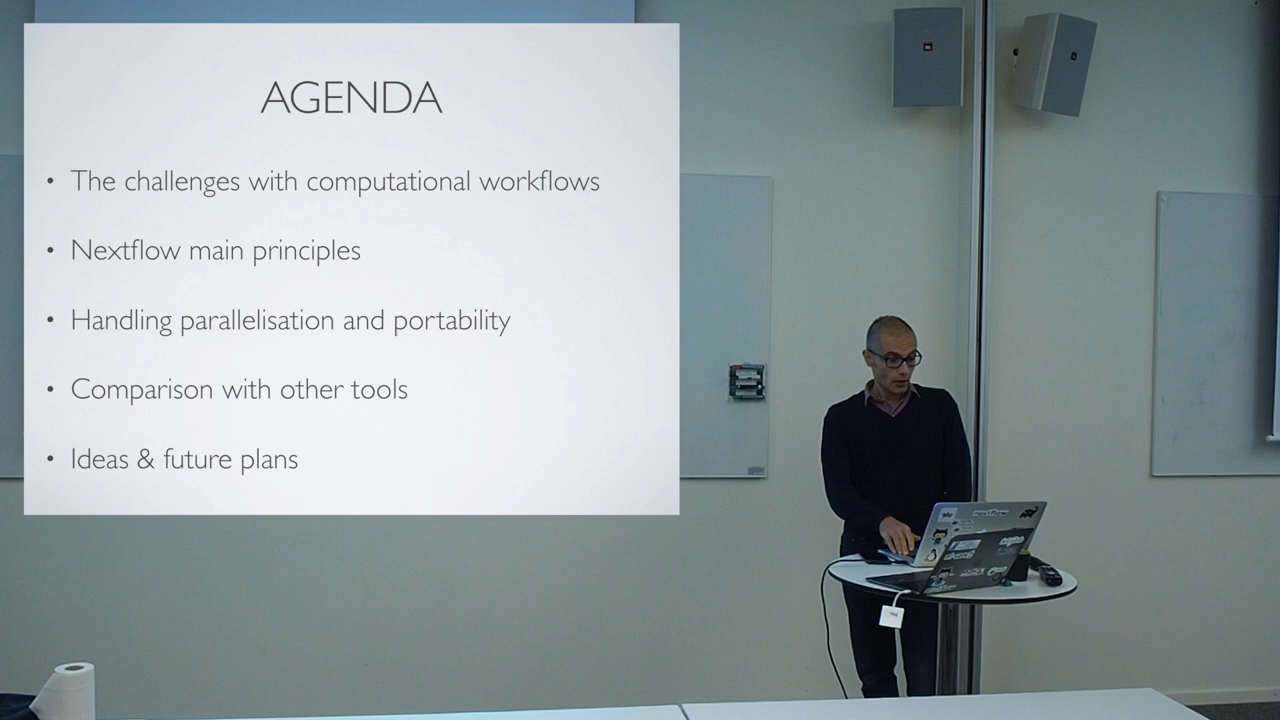 AGENDA
• The challenges with computational workflows
• Nextflow main principles
• Handling parallelisation and portability
• Comparison with other tools
• Ideas & future plans
nextflow